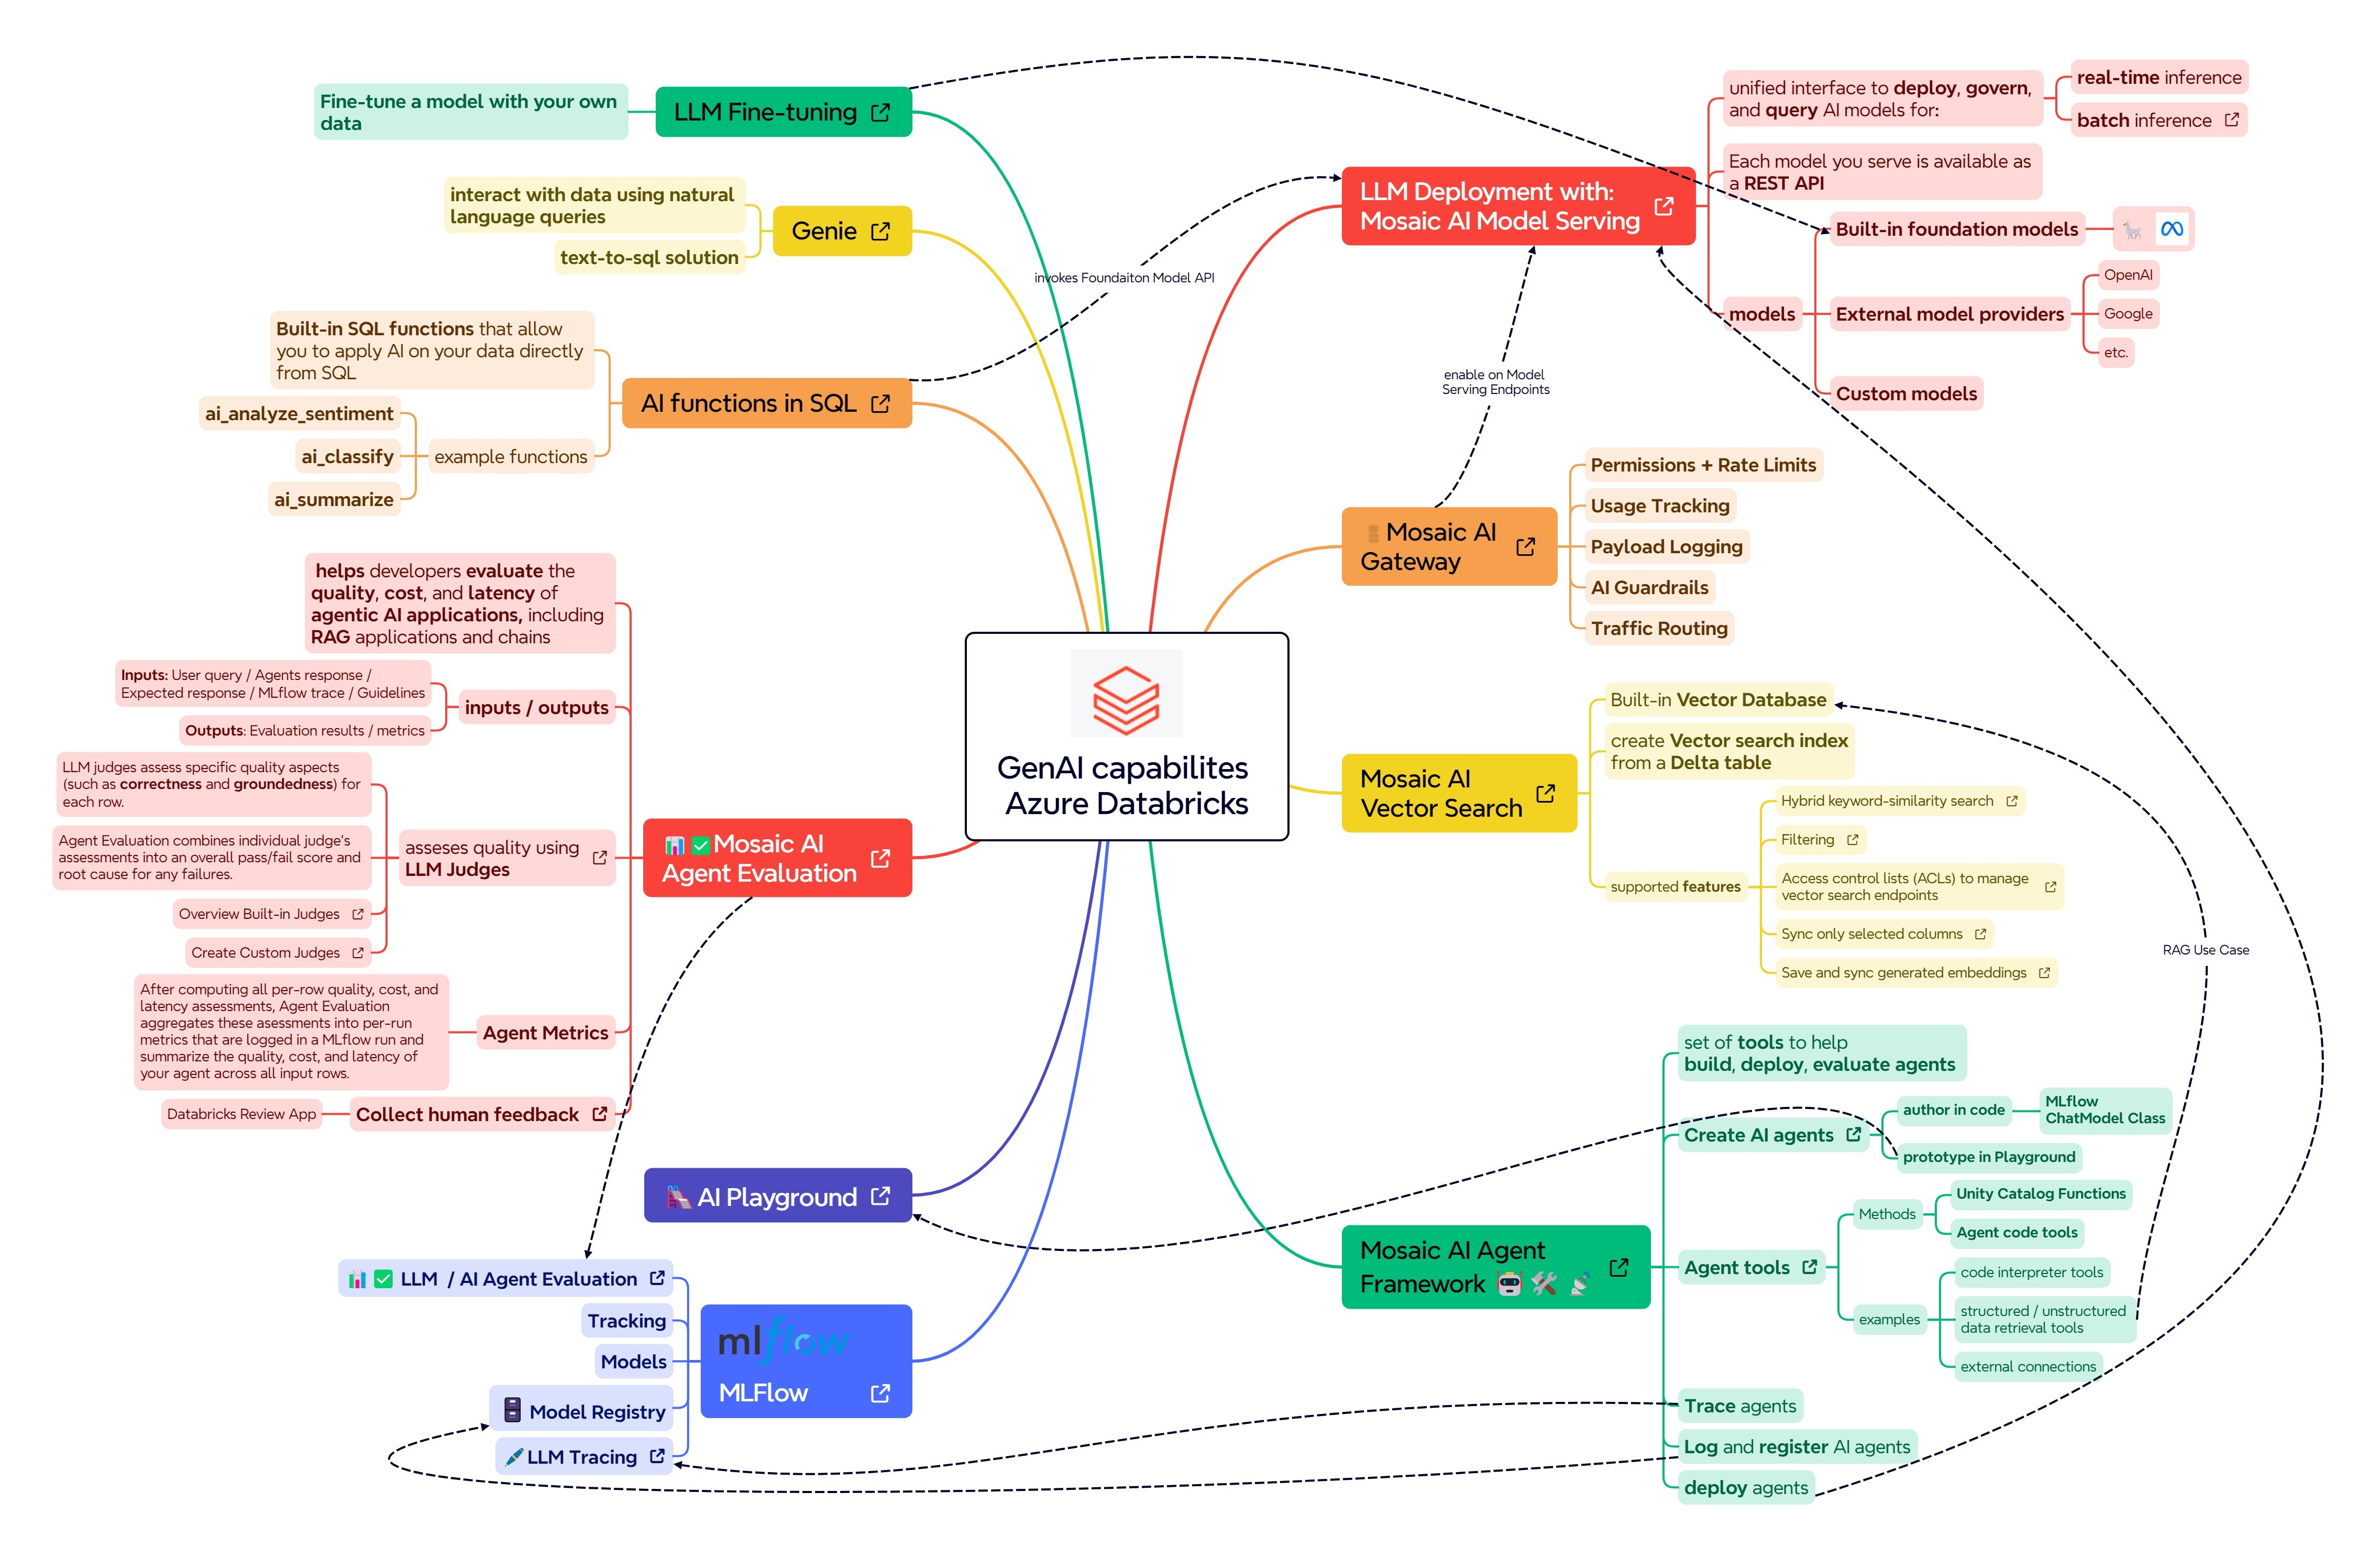 GenAI capabilites
Azure Databricks
LLM Fine-tuning
Fine-tune a model with your own
data
Genie
interact with data using natural
language queries
text-to-sql solution
AI functions in SQL
Built-in SQL functions that allow
you to apply AI on your data directly
from SQL
example functions
ai_analyze_sentiment
ai_classify
ai_summarize
invokes Foundaiton Model API
Mosaic AI
Agent Evaluation
helps developers evaluate the
quality, cost, and latency of
agentic AI applications, including
RAG applications and chains
inputs / outputs
Inputs: User query / Agents response /
Expected response / MLflow trace / Guidelines
Outputs: Evaluation results / metrics
asseses quality using
LLM Judges
LLM judges assess specific quality aspects
(such as correctness and groundedness) for
each row.
Agent Evaluation combines individual judge's
assessments into an overall pass/fail score and
root cause for any failures.
Overview Built-in Judges
Create Custom Judges
Agent Metrics
After computing all per-row quality, cost, and
latency assessments, Agent Evaluation
aggregates these asessments into per-run
metrics that are logged in a MLflow run and
summarize the quality, cost, and latency of
your agent across all input rows.
Collect human feedback
Databricks Review App
AI Playground
mlflow
MLFlow
LLM / AI Agent Evaluation
Tracking
Models
Model Registry
LLM Tracing
LLM Deployment with:
Mosaic AI Model Serving
unified interface to deploy, govern,
and query AI models for:
real-time inference
batch inference
Each model you serve is available as
a REST API
models
Built-in foundation models
External model providers
OpenAI
Google
etc.
Custom models
enable on Model
Serving Endpoints
Mosaic AI
Gateway
Permissions + Rate Limits
Usage Tracking
Payload Logging
AI Guardrails
Traffic Routing
Mosaic AI
Vector Search
Built-in Vector Database
create Vector search index
from a Delta table
supported features
Hybrid keyword-similarity search
Filtering
Access control lists (ACLs) to manage
vector search endpoints
Sync only selected columns
Save and sync generated embeddings
RAG Use Case
Mosaic AI Agent
Framework
set of tools to help
build, deploy, evaluate agents
Create AI agents
author in code
MLflow
ChatModel Class
prototype in Playground
Agent tools
Methods
Unity Catalog Functions
Agent code tools
examples
code interpreter tools
structured / unstructured
data retrieval tools
external connections
Trace agents
Log and register AI agents
deploy agents